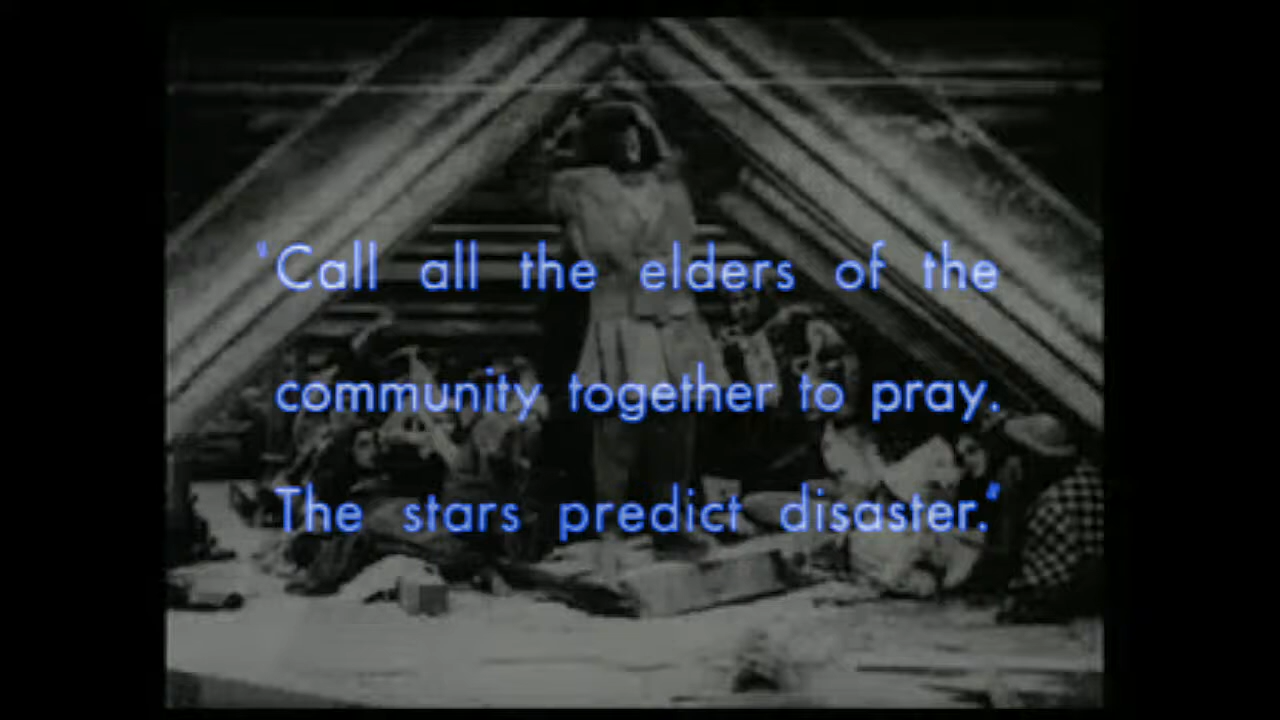 "Call all the elders of the
community together to pray.
The stars predict disaster."